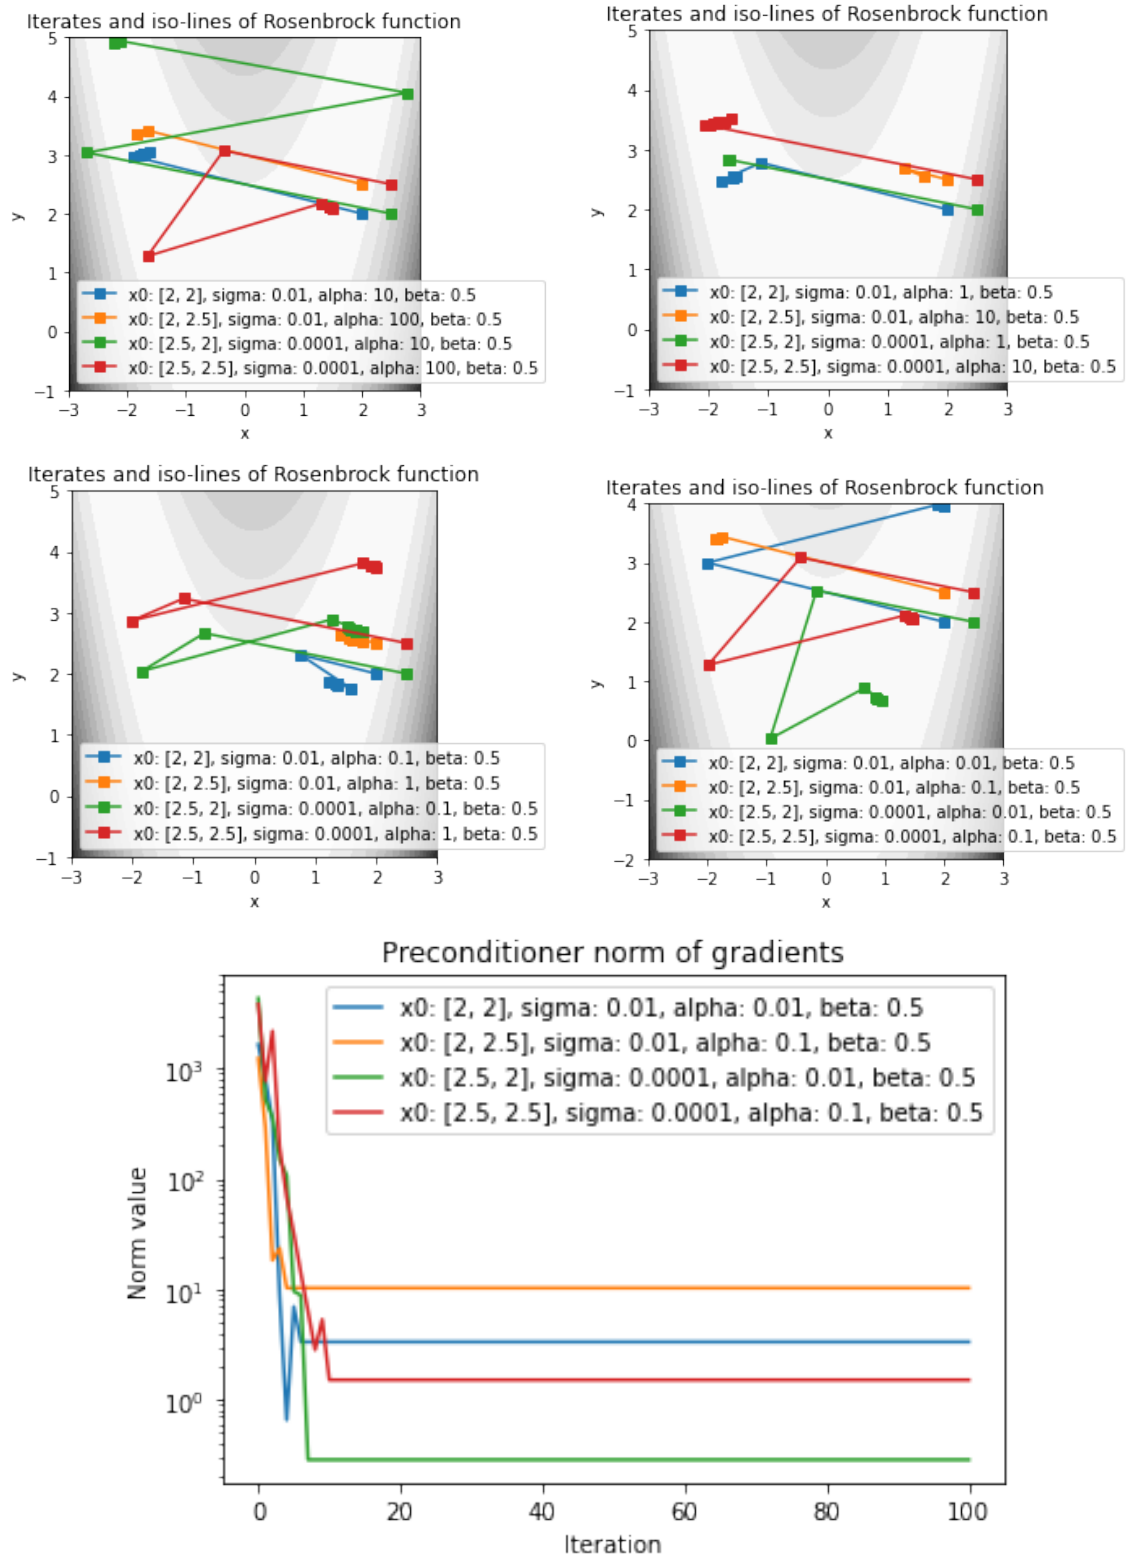 Iterates and iso-lines of Rosenbrock function
5
4
3
2
1
0
−1
y
−3
−2
−1
0
1
2
3
x
x0: [2, 2], sigma: 0.01, alpha: 10, beta: 0.5
x0: [2, 2.5], sigma: 0.01, alpha: 100, beta: 0.5
x0: [2.5, 2], sigma: 0.0001, alpha: 10, beta: 0.5
x0: [2.5, 2.5], sigma: 0.0001, alpha: 100, beta: 0.5
Iterates and iso-lines of Rosenbrock function
5
4
3
2
1
0
−1
y
−3
−2
−1
0
1
2
3
x
x0: [2, 2], sigma: 0.01, alpha: 1, beta: 0.5
x0: [2, 2.5], sigma: 0.01, alpha: 10, beta: 0.5
x0: [2.5, 2], sigma: 0.0001, alpha: 1, beta: 0.5
x0: [2.5, 2.5], sigma: 0.0001, alpha: 10, beta: 0.5
Iterates and iso-lines of Rosenbrock function
5
4
3
2
1
0
−1
y
−3
−2
−1
0
1
2
3
x
x0: [2, 2], sigma: 0.01, alpha: 0.1, beta: 0.5
x0: [2, 2.5], sigma: 0.01, alpha: 1, beta: 0.5
x0: [2.5, 2], sigma: 0.0001, alpha: 0.1, beta: 0.5
x0: [2.5, 2.5], sigma: 0.0001, alpha: 1, beta: 0.5
Iterates and iso-lines of Rosenbrock function
4
3
2
1
0
−1
−2
y
−3
−2
−1
0
1
2
3
x
x0: [2, 2], sigma: 0.01, alpha: 0.01, beta: 0.5
x0: [2, 2.5], sigma: 0.01, alpha: 0.1, beta: 0.5
x0: [2.5, 2], sigma: 0.0001, alpha: 0.01, beta: 0.5
x0: [2.5, 2.5], sigma: 0.0001, alpha: 0.1, beta: 0.5
Preconditioner norm of gradients
x0: [2, 2], sigma: 0.01, alpha: 0.01, beta: 0.5
x0: [2, 2.5], sigma: 0.01, alpha: 0.1, beta: 0.5
x0: [2.5, 2], sigma: 0.0001, alpha: 0.01, beta: 0.5
x0: [2.5, 2.5], sigma: 0.0001, alpha: 0.1, beta: 0.5
10³
10²
10¹
10⁰
Norm value
0
20
40
60
80
100
Iteration